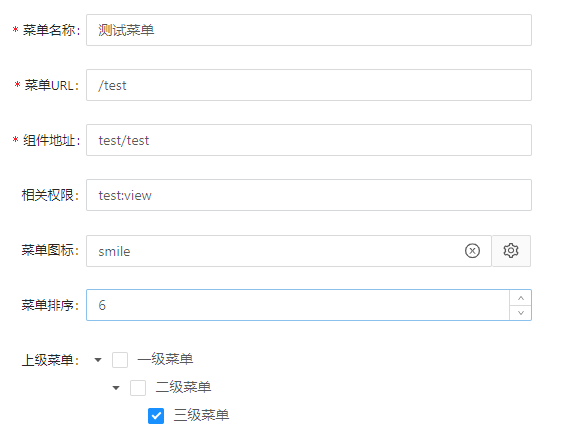 * 菜单名称: 测试菜单
* 菜单URL: /test
* 组件地址: test/test
相关权限: test:view
菜单图标: smile
菜单排序: 6
上级菜单: 一级菜单
二级菜单
三级菜单